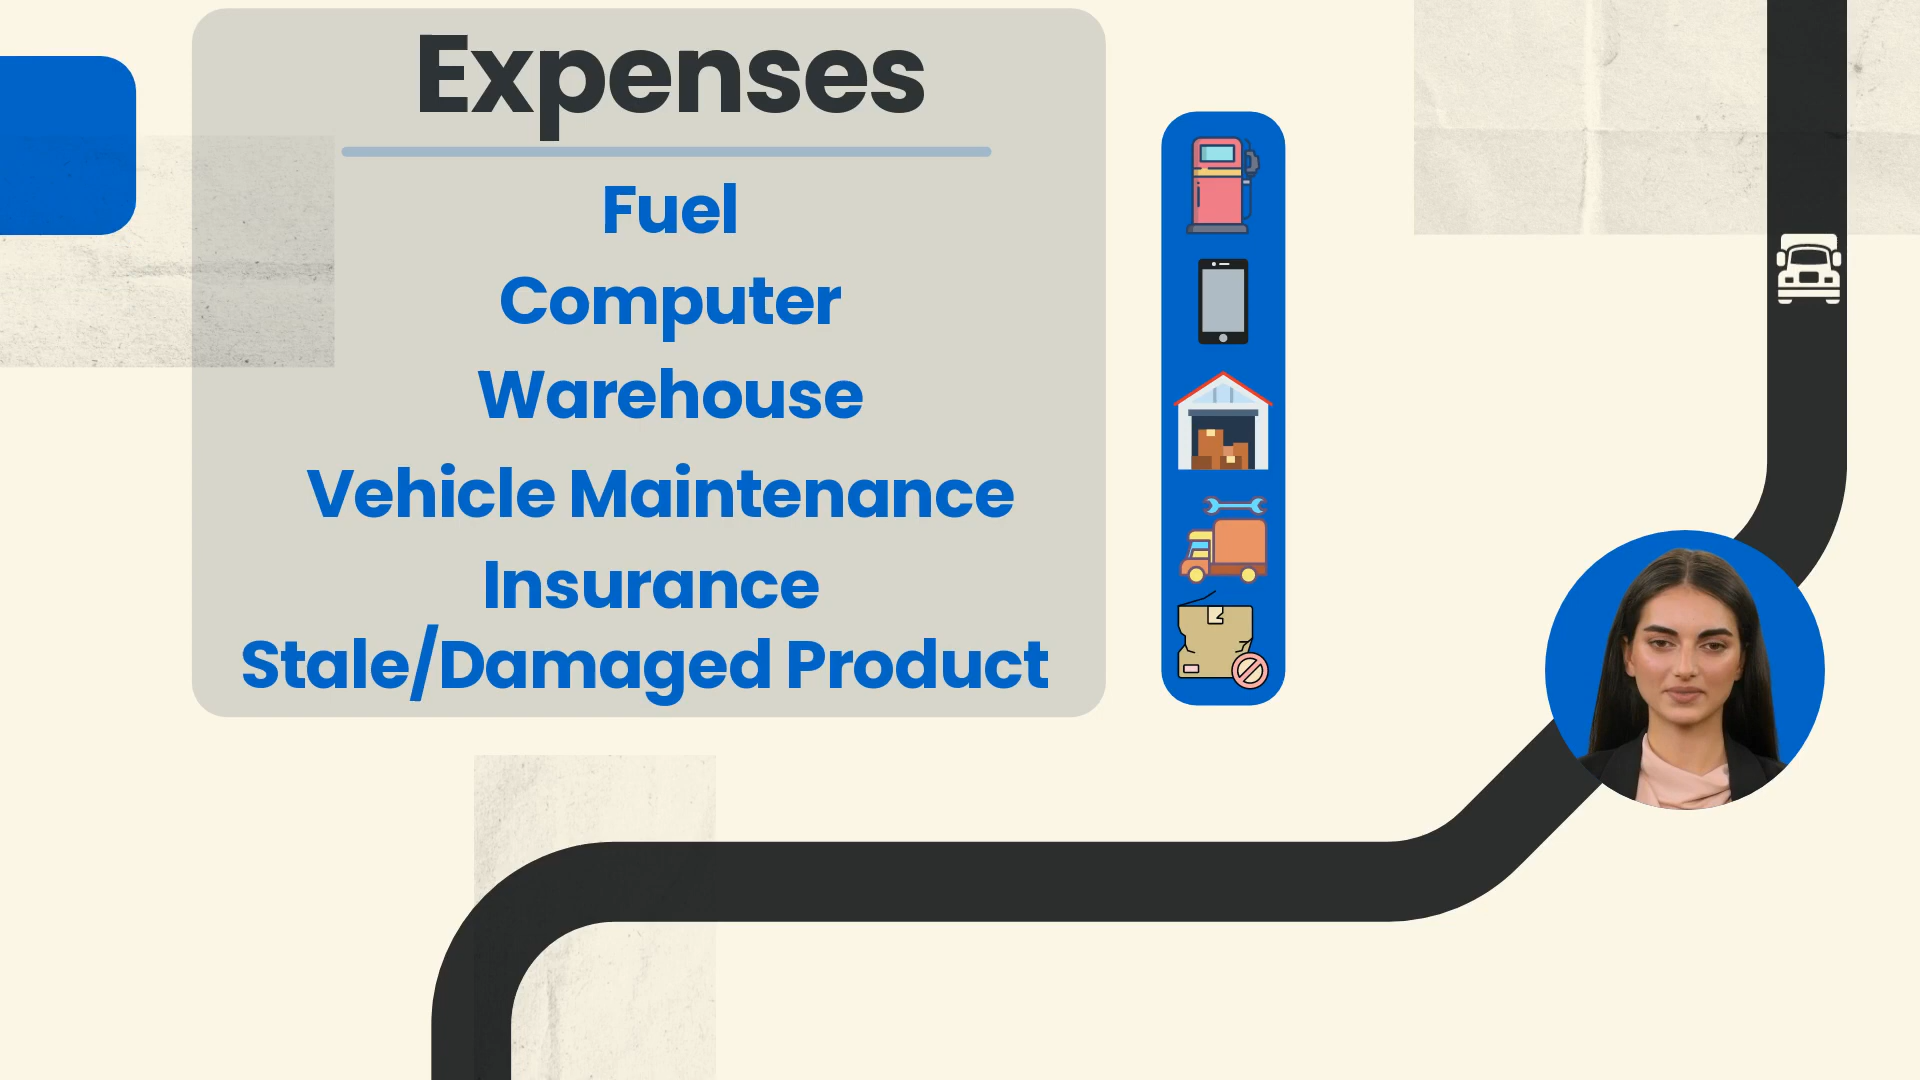 Expenses
Fuel
Computer
Warehouse
Vehicle Maintenance
Insurance
Stale/Damaged Product